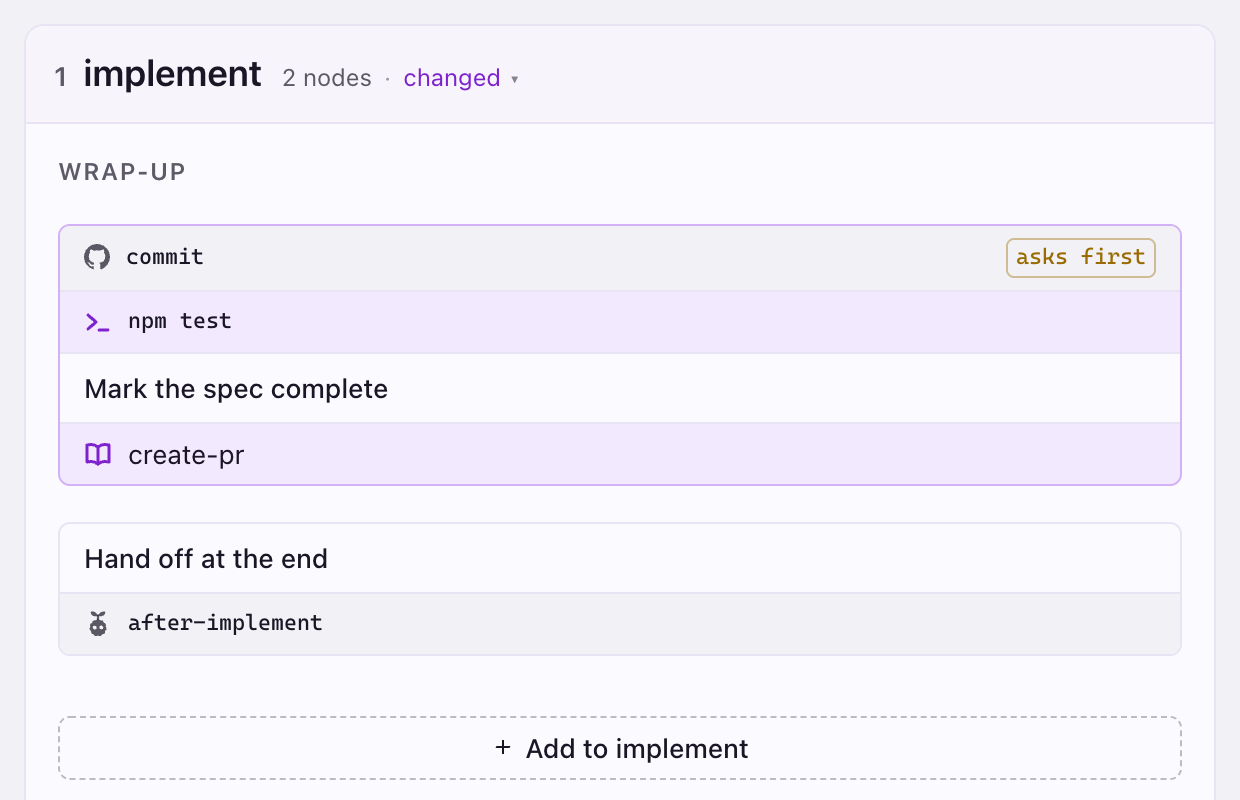 1 implement 2 nodes · changed ▾
WRAP-UP
commit asks first
npm test
Mark the spec complete
create-pr
Hand off at the end
after-implement
+ Add to implement